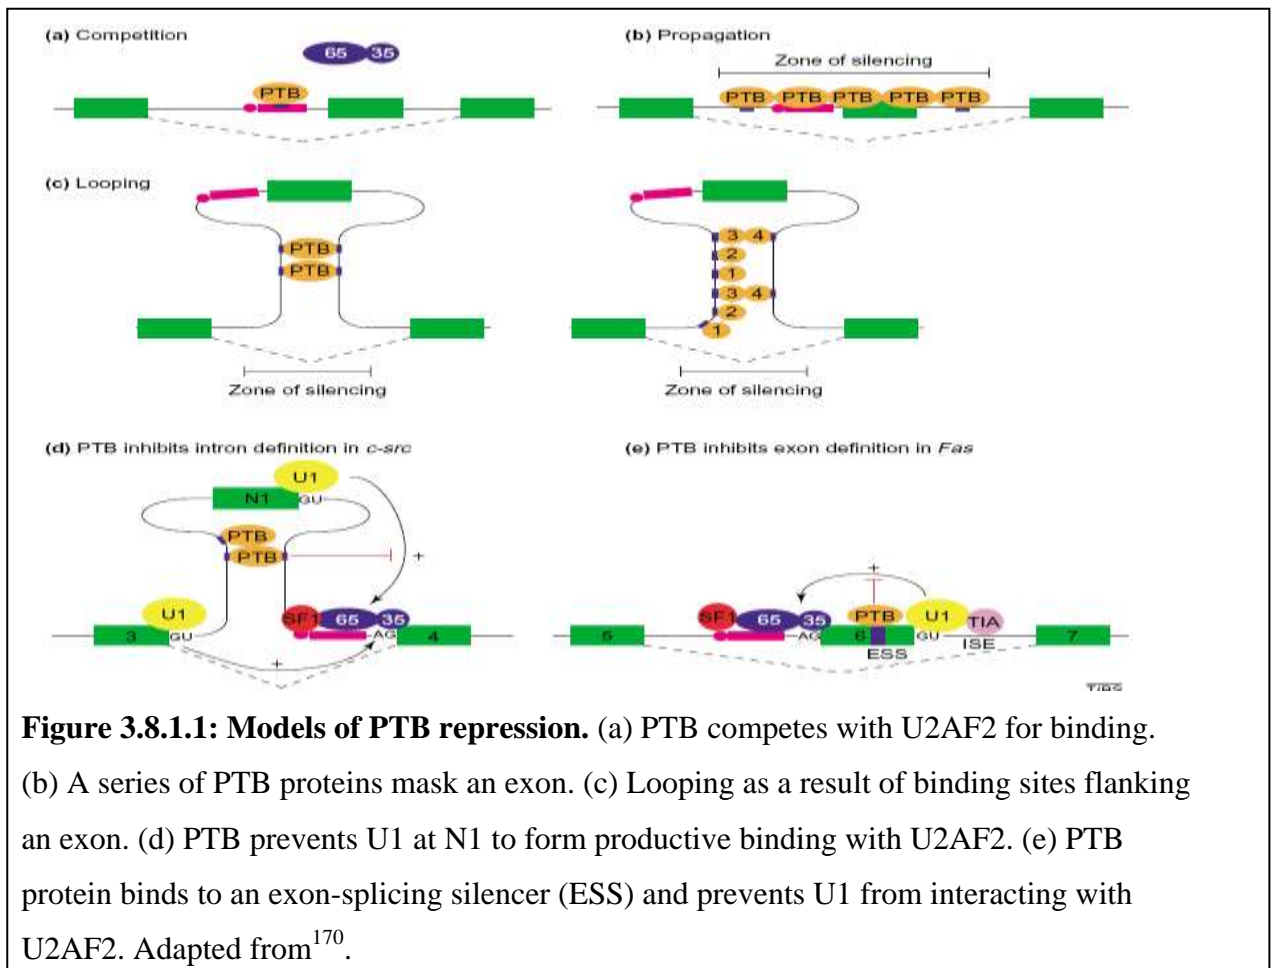 (a) Competition
65 35
PTB
(b) Propagation
Zone of silencing
PTB PTB PTB PTB PTB
(c) Looping
PTB
PTB
Zone of silencing
3 4
2
1
3 4
2
1
Zone of silencing
(d) PTB inhibits intron definition in c-src
U1
N1 GU
PTB
PTB
+
U1
SF1 65 35
3 GU AG 4
+
(e) PTB inhibits exon definition in Fas
+
SF1 65 35 PTB U1 TIA
5 AG 6 GU 7
ESS ISE
TiBS
Figure 3.8.1.1: Models of PTB repression. (a) PTB competes with U2AF2 for binding.
(b) A series of PTB proteins mask an exon. (c) Looping as a result of binding sites flanking
an exon. (d) PTB prevents U1 at N1 to form productive binding with U2AF2. (e) PTB
protein binds to an exon-splicing silencer (ESS) and prevents U1 from interacting with
U2AF2. Adapted from170.